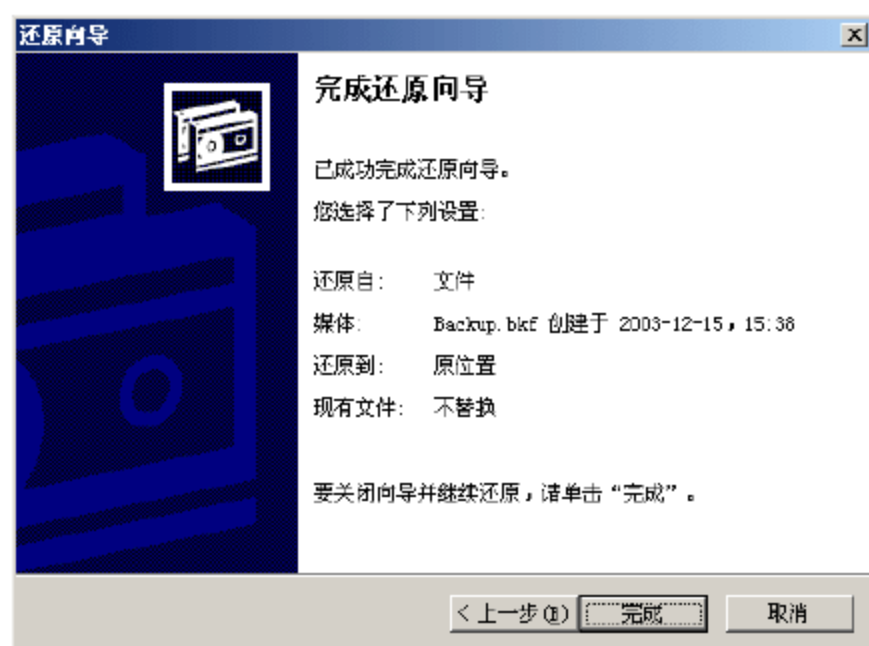 还原向导
完成还原向导
已成功完成还原向导。
您选择了下列设置:
还原自: 文件
媒体: Backup.bkf 创建于 2003-12-15，15:38
还原到: 原位置
现有文件: 不替换
要关闭向导并继续还原，请单击“完成”。
< 上一步(B) 完成 取消